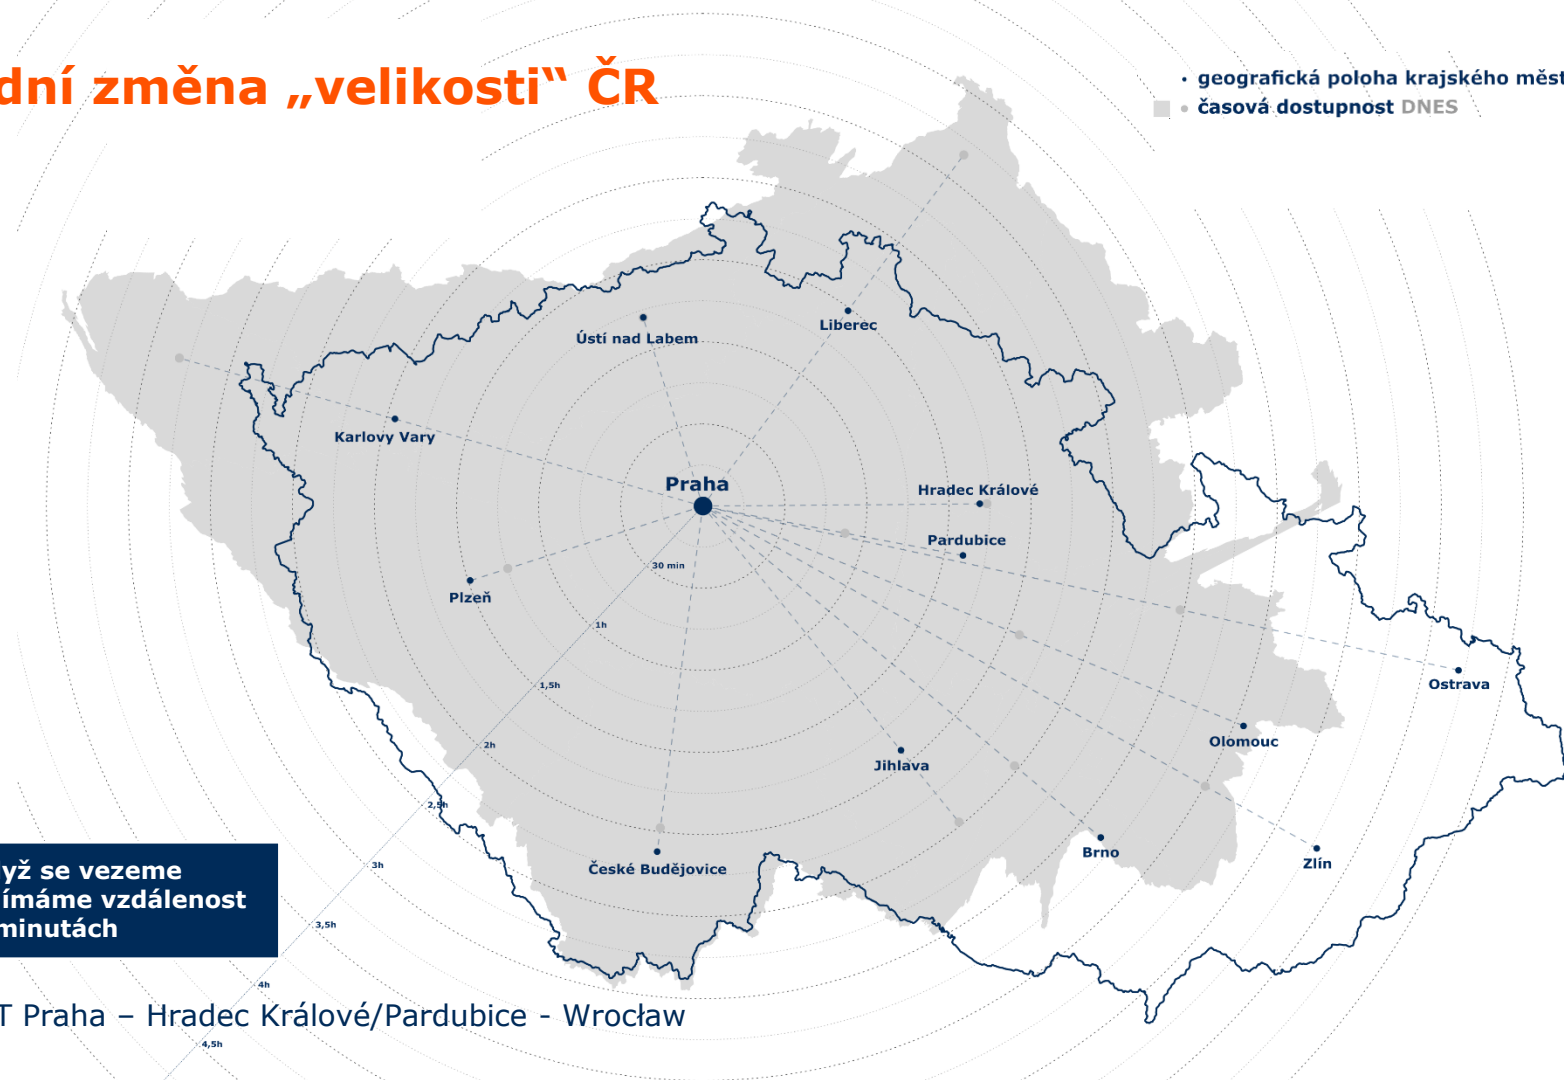 dní změna „velikosti“ ČR
geografická poloha krajského měst
časová dostupnost DNES
Ústí nad Labem
Liberec
Karlovy Vary
Praha
Hradec Králové
Pardubice
30 min
Plzeň
1h
1,5h
Ostrava
2h
Olomouc
Jihlava
2,5h
Brno
Zlín
3h
České Budějovice
yž se vezeme
ímáme vzdálenost
minutách
3,5h
4h
T Praha – Hradec Králové/Pardubice - Wrocław
4,5h